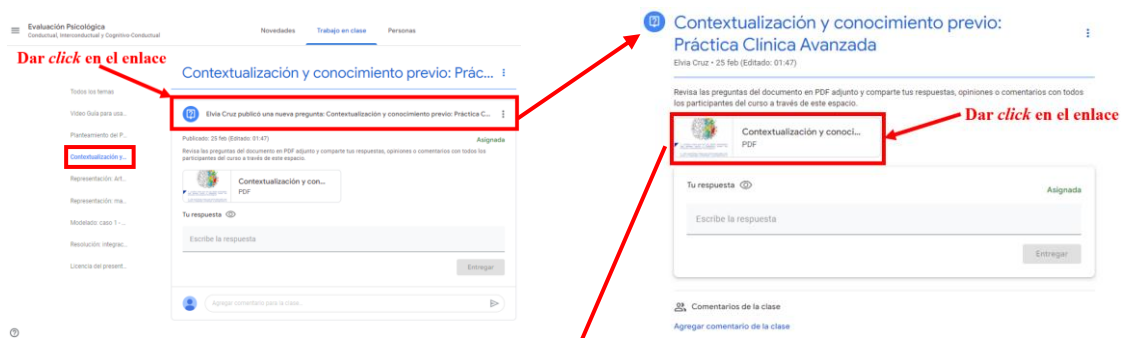 Evaluación Psicológica
Conductual, Interconductual y Cognitivo-Conductual
Novedades
Trabajo en clase
Personas
Dar click en el enlace
Contextualización y conocimiento previo: Prác...
Todos los temas
Video Guía para usa...
Planteamiento del P...
Contextualización y...
Representación: Art...
Representación: ma...
Modelado: caso 1 -...
Resolución: integrac...
Licencia del present...
Elvia Cruz publicó una nueva pregunta: Contextualización y conocimiento previo: Práctica C...
Publicado: 25 feb (Editado: 01:47)
Asignada
Revisa las preguntas del documento en PDF adjunto y comparte tus respuestas, opiniones o comentarios con todos los
participantes del curso a través de este espacio.
Contextualización y con...
PDF
Tu respuesta
Escribe la respuesta
Entregar
Agregar comentario para la clase...
Contextualización y conocimiento previo:
Práctica Clínica Avanzada
Elvia Cruz • 25 feb (Editado: 01:47)
Revisa las preguntas del documento en PDF adjunto y comparte tus respuestas, opiniones o comentarios con todos
los participantes del curso a través de este espacio.
Dar click en el enlace
Contextualización y conoci...
PDF
Tu respuesta
Asignada
Escribe la respuesta
Entregar
Comentarios de la clase
Agregar comentario de la clase